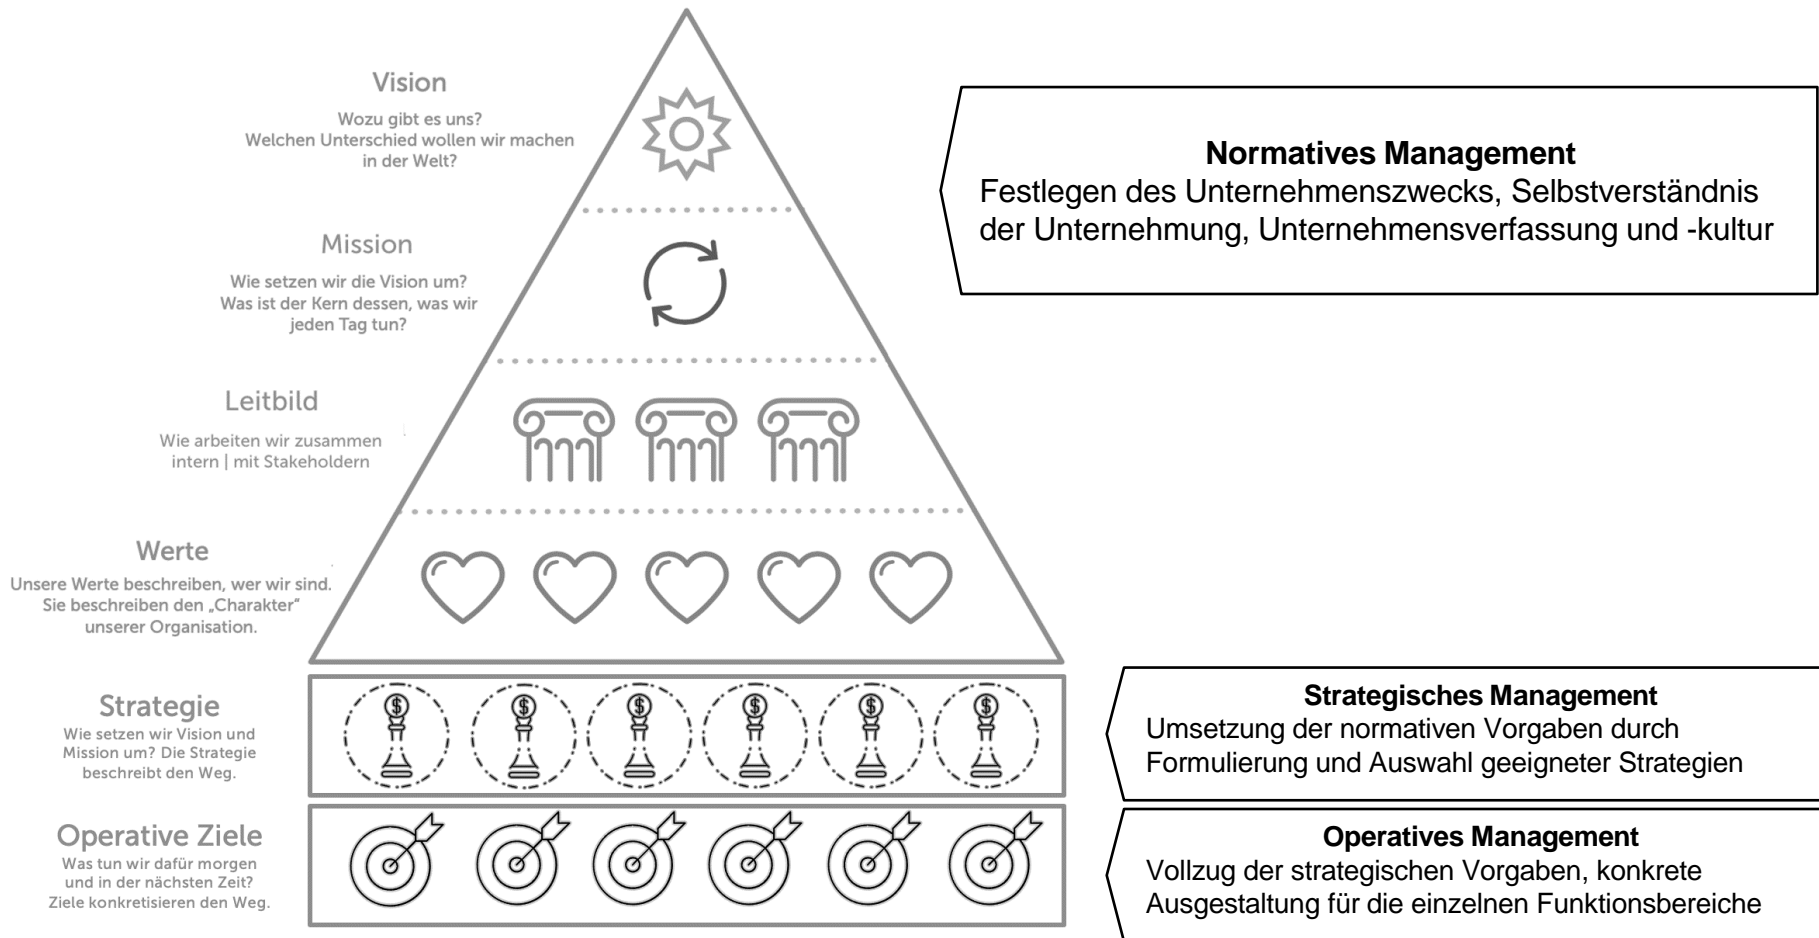 Vision
Wozu gibt es uns?
Welchen Unterschied wollen wir machen
in der Welt?
Normatives Management
Festlegen des Unternehmenszwecks, Selbstverständnis
der Unternehmung, Unternehmensverfassung und -kultur
Mission
Wie setzen wir die Vision um?
Was ist der Kern dessen, was wir
jeden Tag tun?
Leitbild
Wie arbeiten wir zusammen
intern | mit Stakeholdern
Werte
Unsere Werte beschreiben, wer wir sind.
Sie beschreiben den „Charakter“
unserer Organisation.
Strategie
Wie setzen wir Vision und
Mission um? Die Strategie
beschreibt den Weg.
$ $ $ $ $ $
Strategisches Management
Umsetzung der normativen Vorgaben durch
Formulierung und Auswahl geeigneter Strategien
Operative Ziele
Was tun wir dafür morgen
und in der nächsten Zeit?
Ziele konkretisieren den Weg.
Operatives Management
Vollzug der strategischen Vorgaben, konkrete
Ausgestaltung für die einzelnen Funktionsbereiche